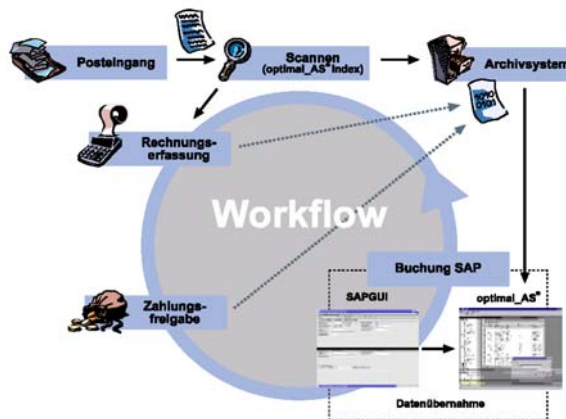 Posteingang
Scannen
(optimal_AS® Index)
Archivsystem
Rechnungs-
erfassung
Workflow
Zahlungs-
freigabe
Buchung SAP
SAPGUI
optimal_AS®
Datenübernahme